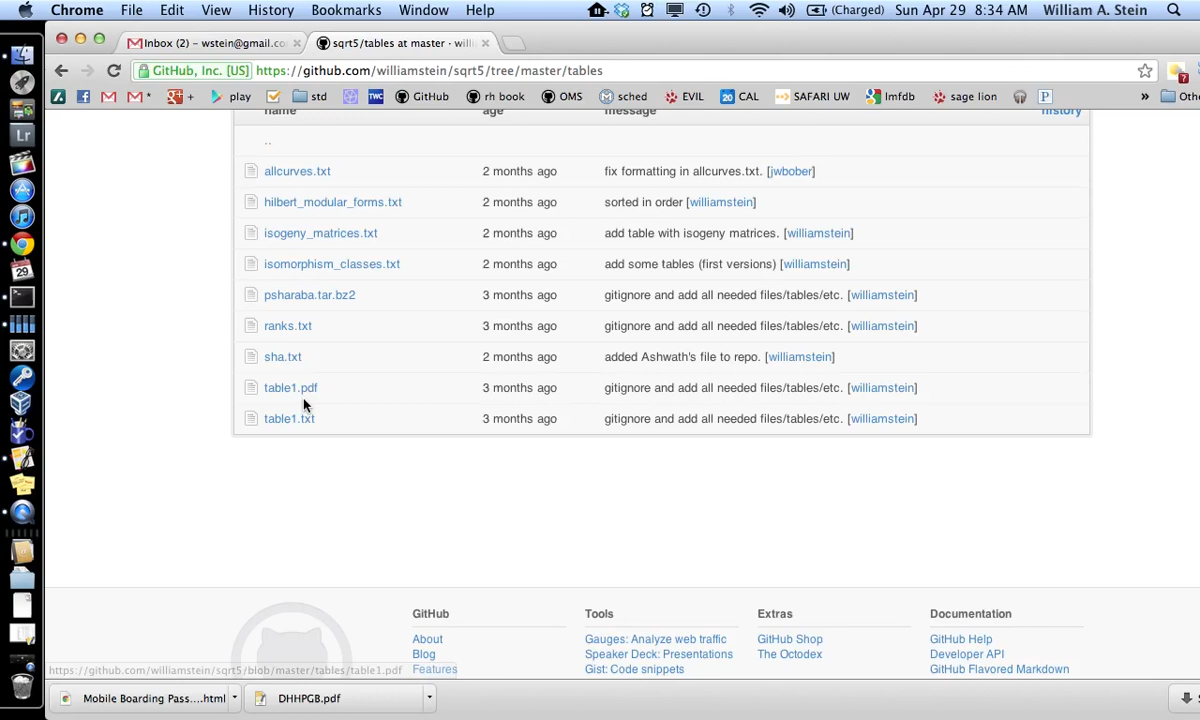 Chrome File Edit View History Bookmarks Window Help (Charged) Sun Apr 29 8:34 AM William A. Stein
Inbox (2) – wstein@gmail.co sqrt5/tables at master · willi
GitHub, Inc. [US] https://github.com/williamstein/sqrt5/tree/master/tables
+ play std TWC GitHub rh book OMS sched EVIL 20 CAL SAFARI UW lmfdb sage lion P » Othe
name age message history
..
allcurves.txt 2 months ago fix formatting in allcurves.txt. [jwbober]
hilbert_modular_forms.txt 2 months ago sorted in order [williamstein]
isogeny_matrices.txt 2 months ago add table with isogeny matrices. [williamstein]
isomorphism_classes.txt 2 months ago add some tables (first versions) [williamstein]
psharaba.tar.bz2 3 months ago gitignore and add all needed files/tables/etc. [williamstein]
ranks.txt 3 months ago gitignore and add all needed files/tables/etc. [williamstein]
sha.txt 2 months ago added Ashwath's file to repo. [williamstein]
table1.pdf 3 months ago gitignore and add all needed files/tables/etc. [williamstein]
table1.txt 3 months ago gitignore and add all needed files/tables/etc. [williamstein]
GitHub Tools Extras Documentation
About Gauges: Analyze web traffic GitHub Shop GitHub Help
Blog Speaker Deck: Presentations The Octodex Developer API
Features Gist: Code snippets GitHub Flavored Markdown
https://github.com/williamstein/sqrt5/blob/master/tables/table1.pdf
Mobile Boarding Pass....html DHHPGB.pdf
Lr
29